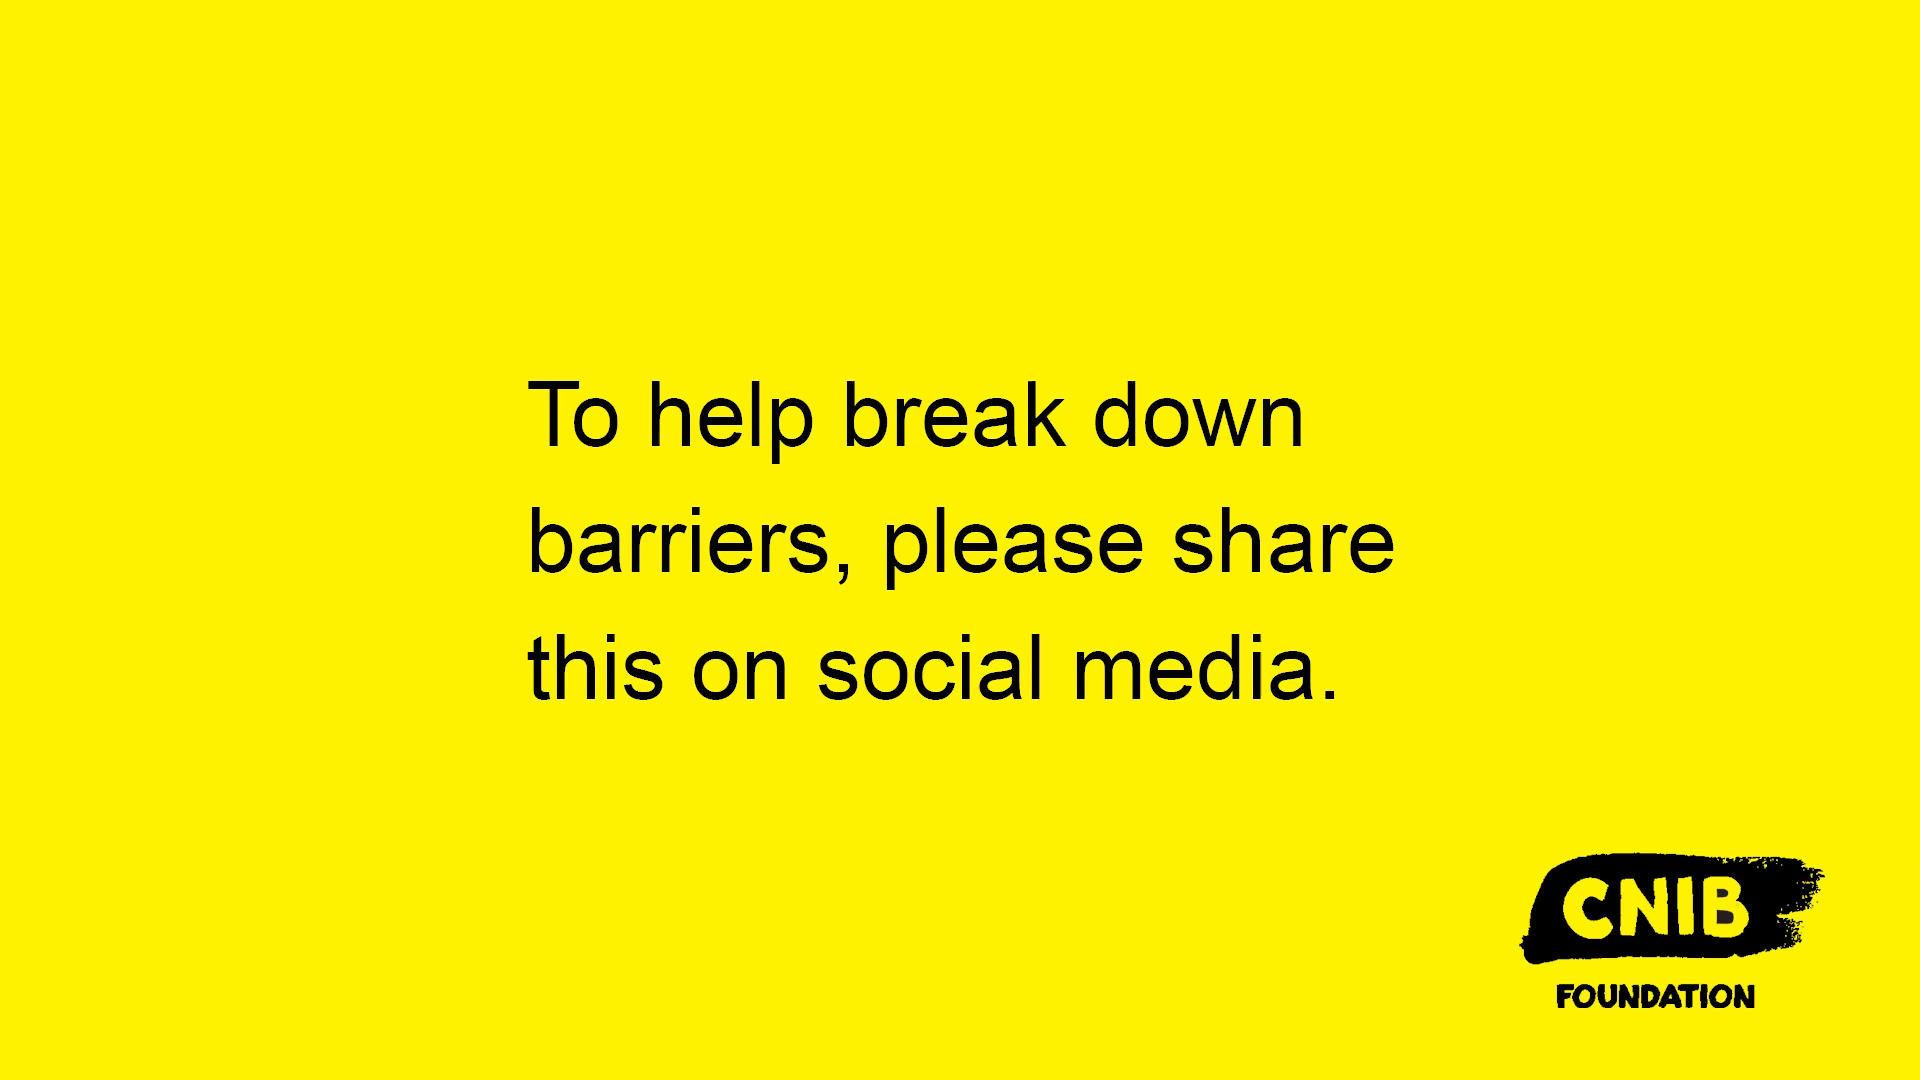 To help break down
barriers, please share
this on social media.
CNIB
FOUNDATION